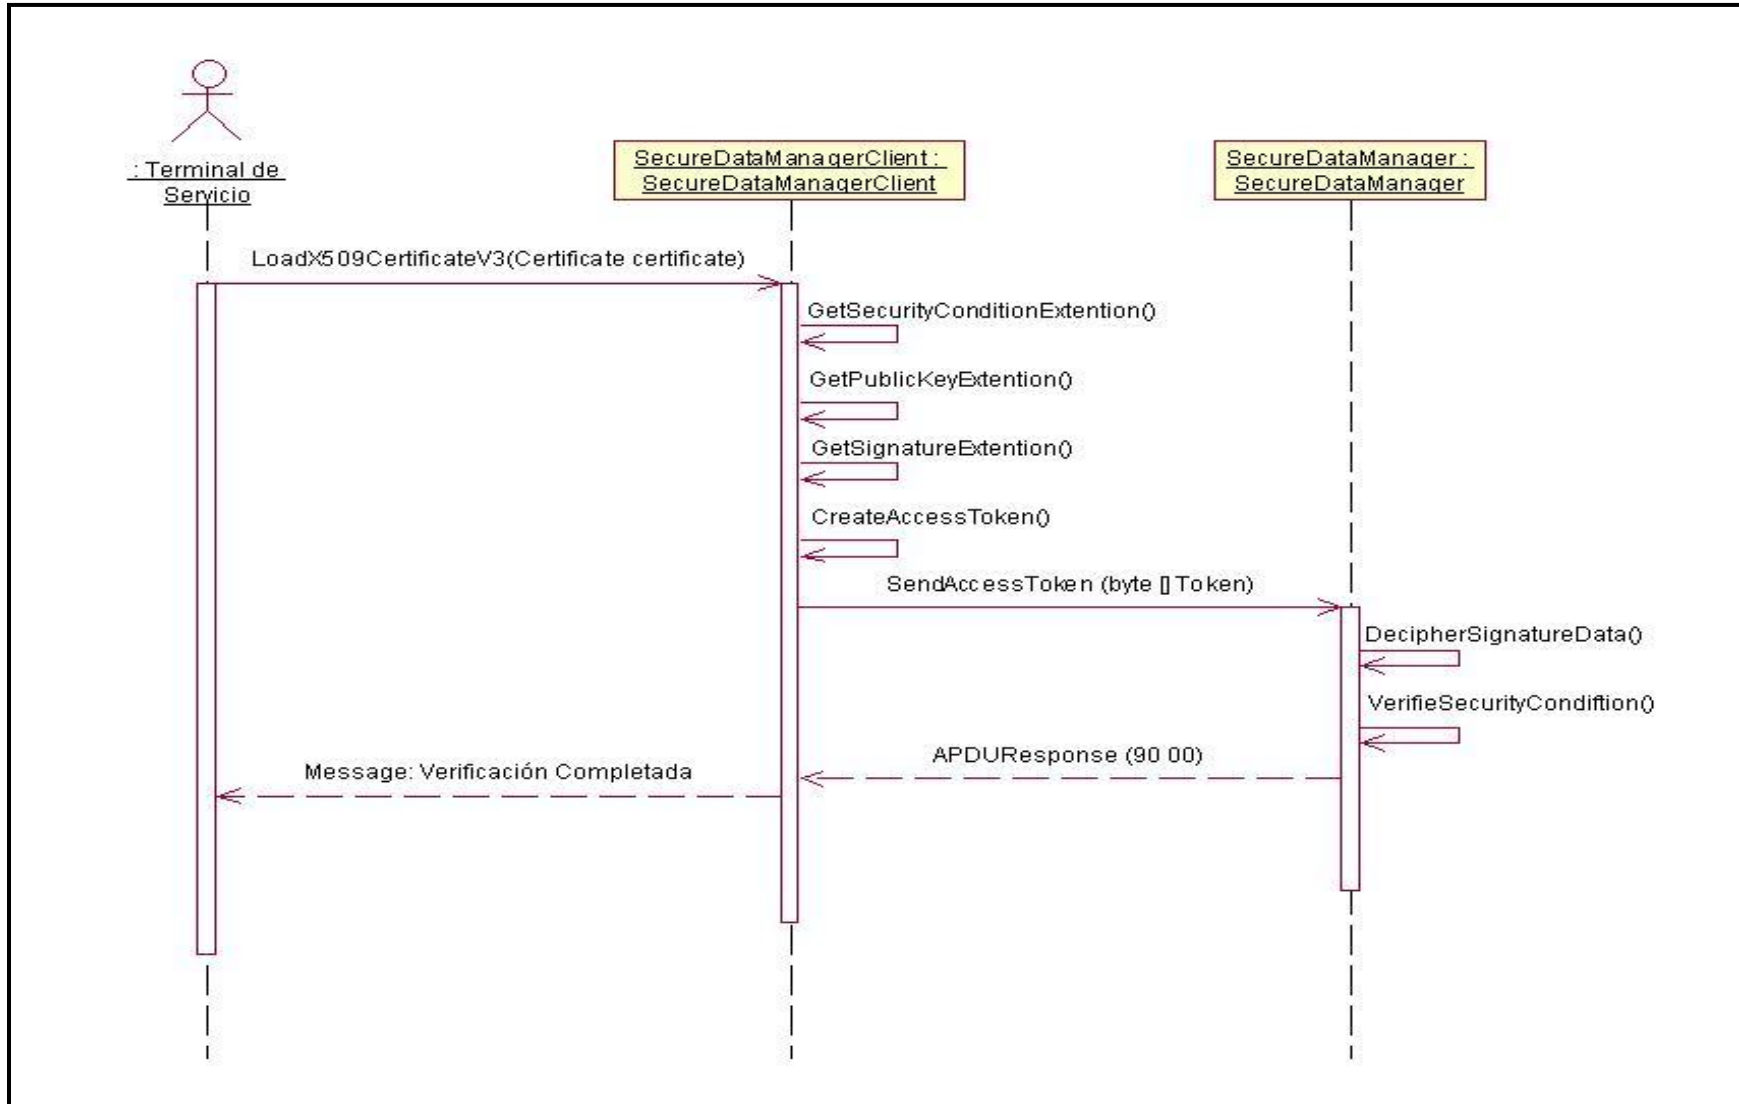 : Terminal de
Servicio
SecureDataManagerClient :
SecureDataManagerClient
SecureDataManager :
SecureDataManager
LoadX509CertificateV3(Certificate certificate)
GetSecurityConditionExtention()
GetPublicKeyExtention()
GetSignatureExtention()
CreateAccessToken()
SendAccessToken (byte [] Token)
DecipherSignatureData()
VerifieSecurityCondiftion()
APDUResponse (90 00)
Message: Verificación Completada